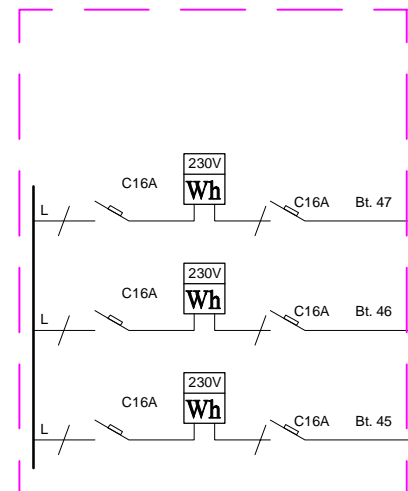 230V
C16A
Wh
L
C16A
Bt. 47
230V
C16A
Wh
L
C16A
Bt. 46
230V
C16A
Wh
L
C16A
Bt. 45